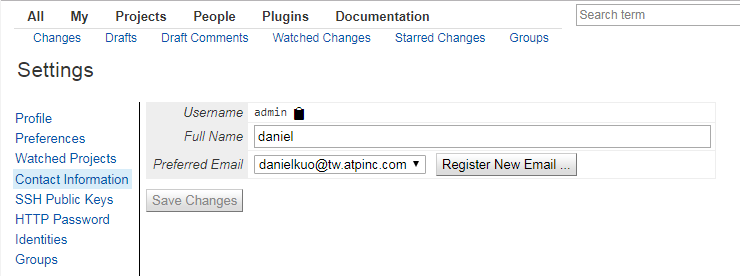 All My Projects People Plugins Documentation
Search term
Changes Drafts Draft Comments Watched Changes Starred Changes Groups
Settings
Profile
Preferences
Watched Projects
Contact Information
SSH Public Keys
HTTP Password
Identities
Groups
Username admin
Full Name daniel
Preferred Email danielkuo@tw.atpinc.com Register New Email ...
Save Changes